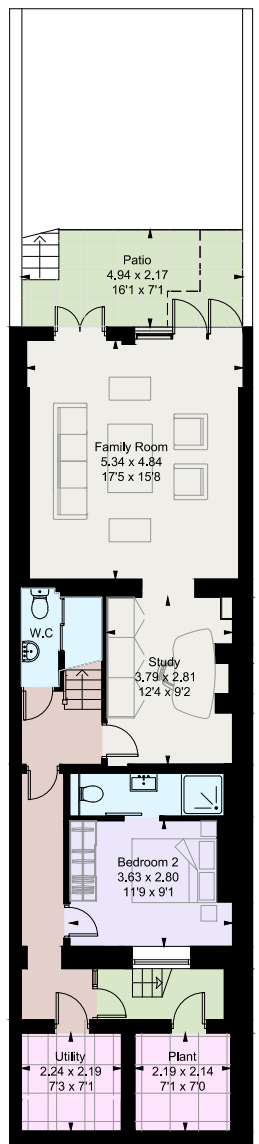 Patio
4.94 x 2.17
16'1 x 7'1
Family Room
5.34 x 4.84
17'5 x 15'8
W.C
Study
3.79 x 2.81
12'4 x 9'2
Bedroom 2
3.63 x 2.80
11'9 x 9'1
Utility
2.24 x 2.19
7'3 x 7'1
Plant
2.19 x 2.14
7'1 x 7'0